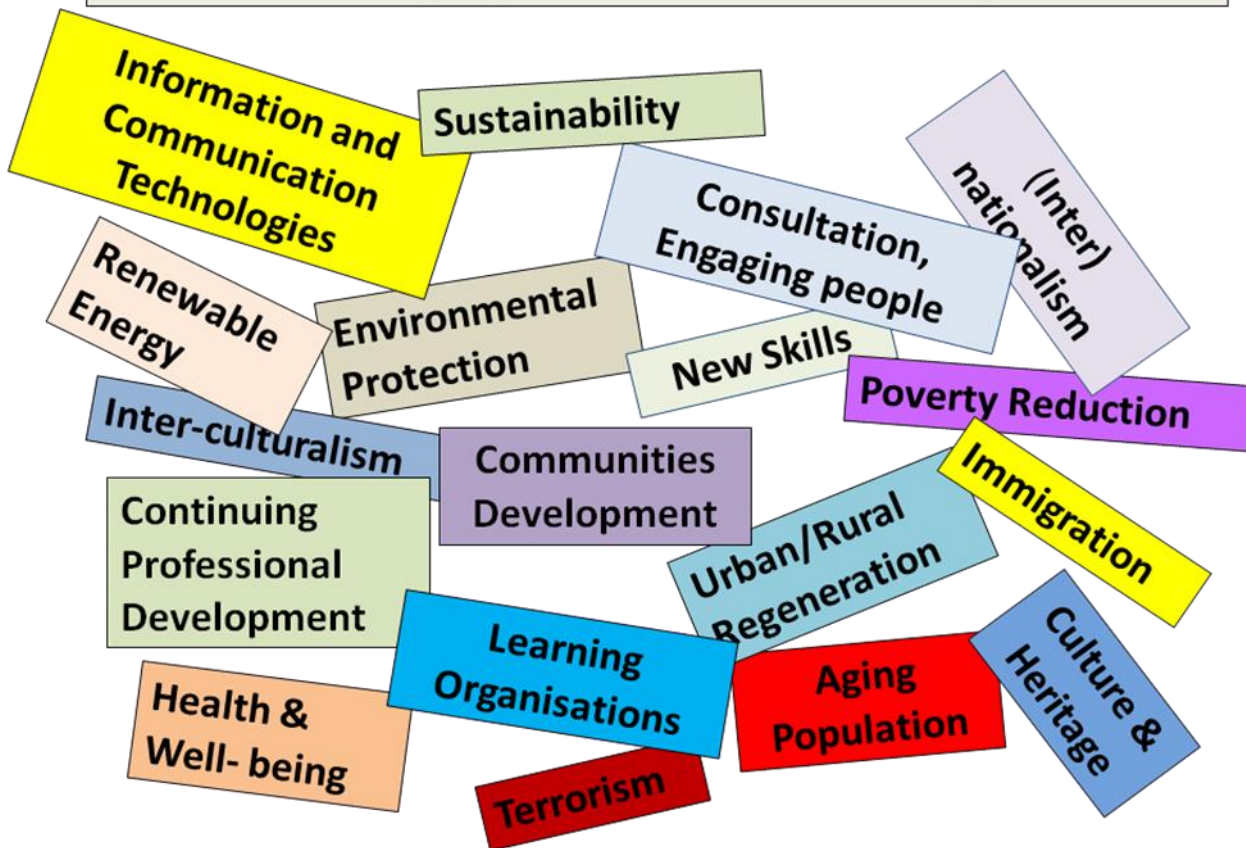 Information and
Communication
Technologies
Sustainability
Consultation,
Engaging people
(Inter)
nationalism
Renewable
Energy
Environmental
Protection
New Skills
Poverty Reduction
Inter-culturalism
Communities
Development
Immigration
Continuing
Professional
Development
Urban/Rural
Regeneration
Learning
Organisations
Culture &
Heritage
Aging
Population
Health &
Well- being
Terrorism